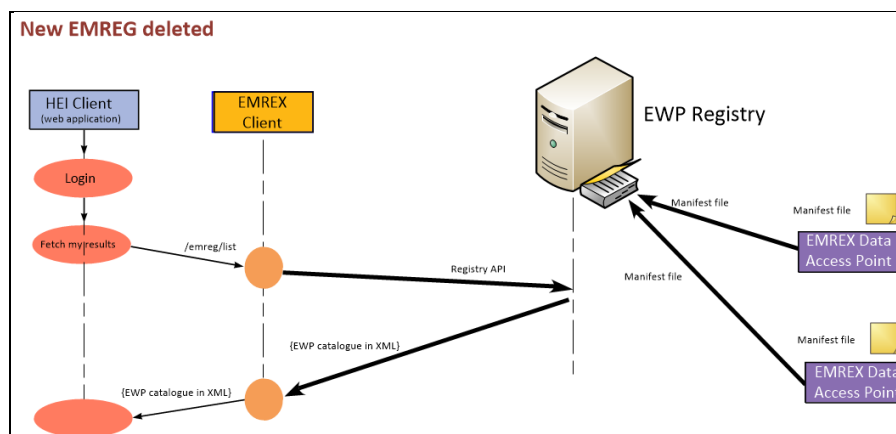 New EMREG deleted
HEI Client
(web application)
EMREX
Client
EWP Registry
Login
Manifest file
Manifest file
EMREX Data
Access Point
Fetch my results
/emreg/list
Registry API
Manifest file
{EWP catalogue in XML}
Manifest file
EMREX Data
Access Point
{EWP catalogue in XML}